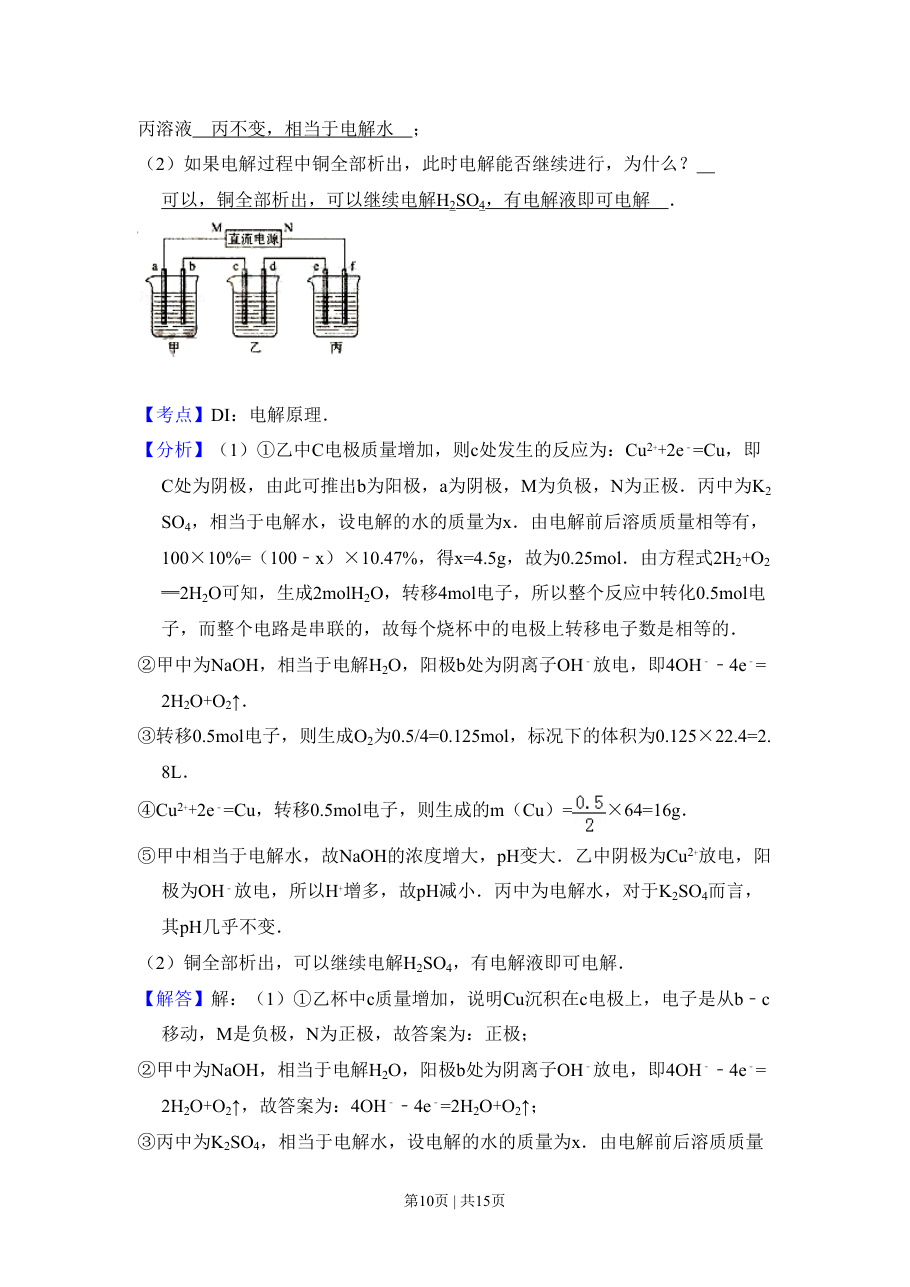 丙溶液　丙不变，相当于电解水　；
（2）如果电解过程中铜全部析出，此时电解能否继续进行，为什么？
可以，铜全部析出，可以继续电解H₂SO₄，有电解液即可电解　．
M 直流电源 N
a b c d e f
甲 乙 丙
【考点】DI：电解原理．
【分析】（1）①乙中C电极质量增加，则c处发生的反应为：Cu²⁺+2e﹣=Cu，即
C处为阴极，由此可推出b为阳极，a为阴极，M为负极，N为正极．丙中为K₂
SO₄，相当于电解水，设电解的水的质量为x．由电解前后溶质质量相等有，
100×10%=（100﹣x）×10.47%，得x=4.5g，故为0.25mol．由方程式2H₂+O₂
═2H₂O可知，生成2molH₂O，转移4mol电子，所以整个反应中转化0.5mol电
子，而整个电路是串联的，故每个烧杯中的电极上转移电子数是相等的．
②甲中为NaOH，相当于电解H₂O，阳极b处为阴离子OH﹣放电，即4OH﹣﹣4e﹣=
2H₂O+O₂↑．
③转移0.5mol电子，则生成O₂为0.5/4=0.125mol，标况下的体积为0.125×22.4=2.
8L．
④Cu²⁺+2e﹣=Cu，转移0.5mol电子，则生成的m（Cu）=0.5/2×64=16g．
⑤甲中相当于电解水，故NaOH的浓度增大，pH变大．乙中阴极为Cu²⁺放电，阳
极为OH﹣放电，所以H⁺增多，故pH减小．丙中为电解水，对于K₂SO₄而言，
其pH几乎不变．
（2）铜全部析出，可以继续电解H₂SO₄，有电解液即可电解．
【解答】解：（1）①乙杯中c质量增加，说明Cu沉积在c电极上，电子是从b﹣c
移动，M是负极，N为正极，故答案为：正极；
②甲中为NaOH，相当于电解H₂O，阳极b处为阴离子OH﹣放电，即4OH﹣﹣4e﹣=
2H₂O+O₂↑，故答案为：4OH﹣﹣4e﹣=2H₂O+O₂↑；
③丙中为K₂SO₄，相当于电解水，设电解的水的质量为x．由电解前后溶质质量
第10页 | 共15页